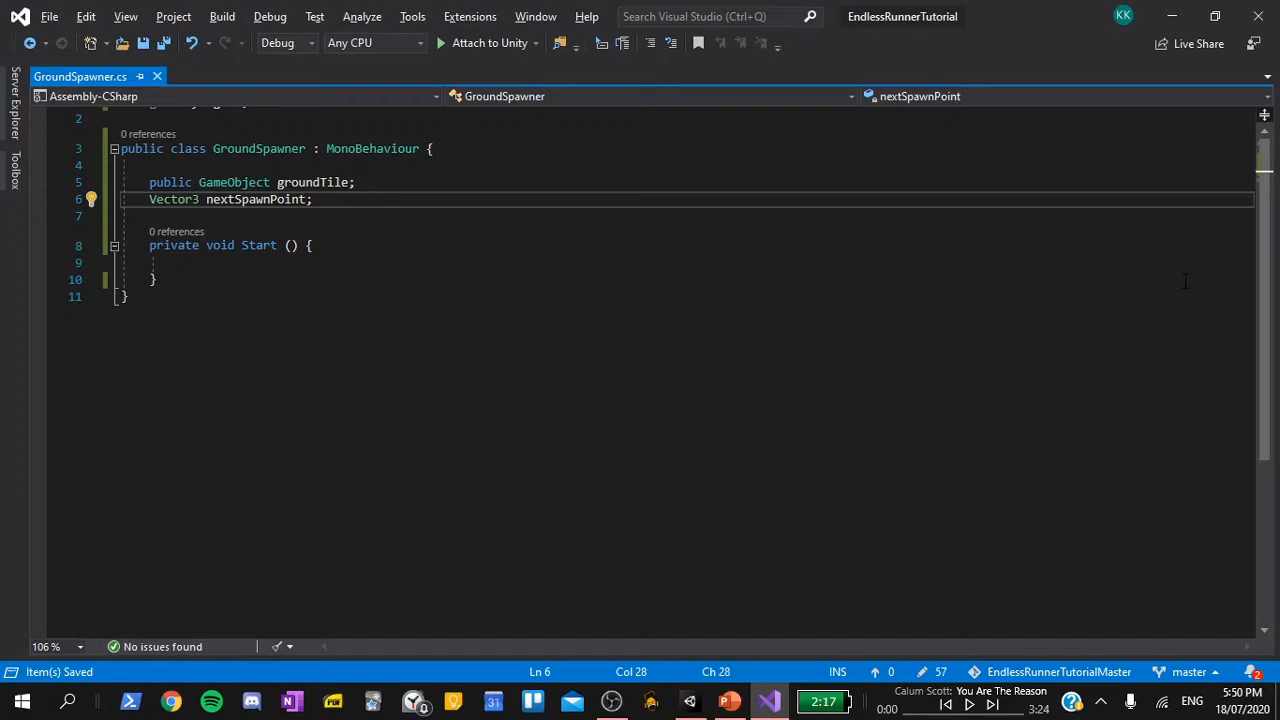 File Edit View Project Build Debug Test Analyze Tools Extensions Window Help Search Visual Studio (Ctrl+Q) EndlessRunnerTutorial KK
Debug Any CPU Attach to Unity Live Share
GroundSpawner.cs
Assembly-CSharp GroundSpawner nextSpawnPoint
Server Explorer
Toolbox
2
0 references
3 public class GroundSpawner : MonoBehaviour {
4
5 public GameObject groundTile;
6 Vector3 nextSpawnPoint;
7
0 references
8 private void Start () {
9
10 }
11 }
106 % No issues found
Item(s) Saved Ln 6 Col 28 Ch 28 INS 0 57 EndlessRunnerTutorialMaster master 2
2:17 Calum Scott: You Are The Reason 0:00 3:24 ENG 5:50 PM 18/07/2020